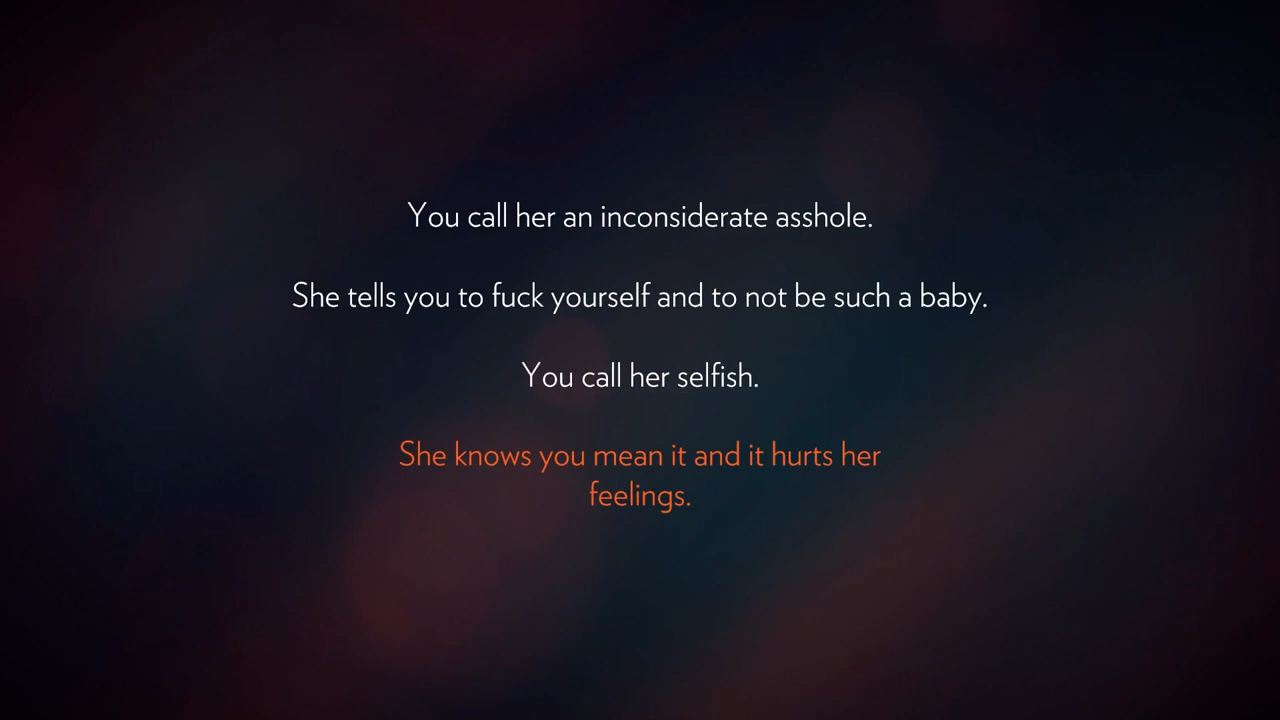 You call her an inconsiderate asshole.
She tells you to fuck yourself and to not be such a baby.
You call her selfish.
She knows you mean it and it hurts her
feelings.